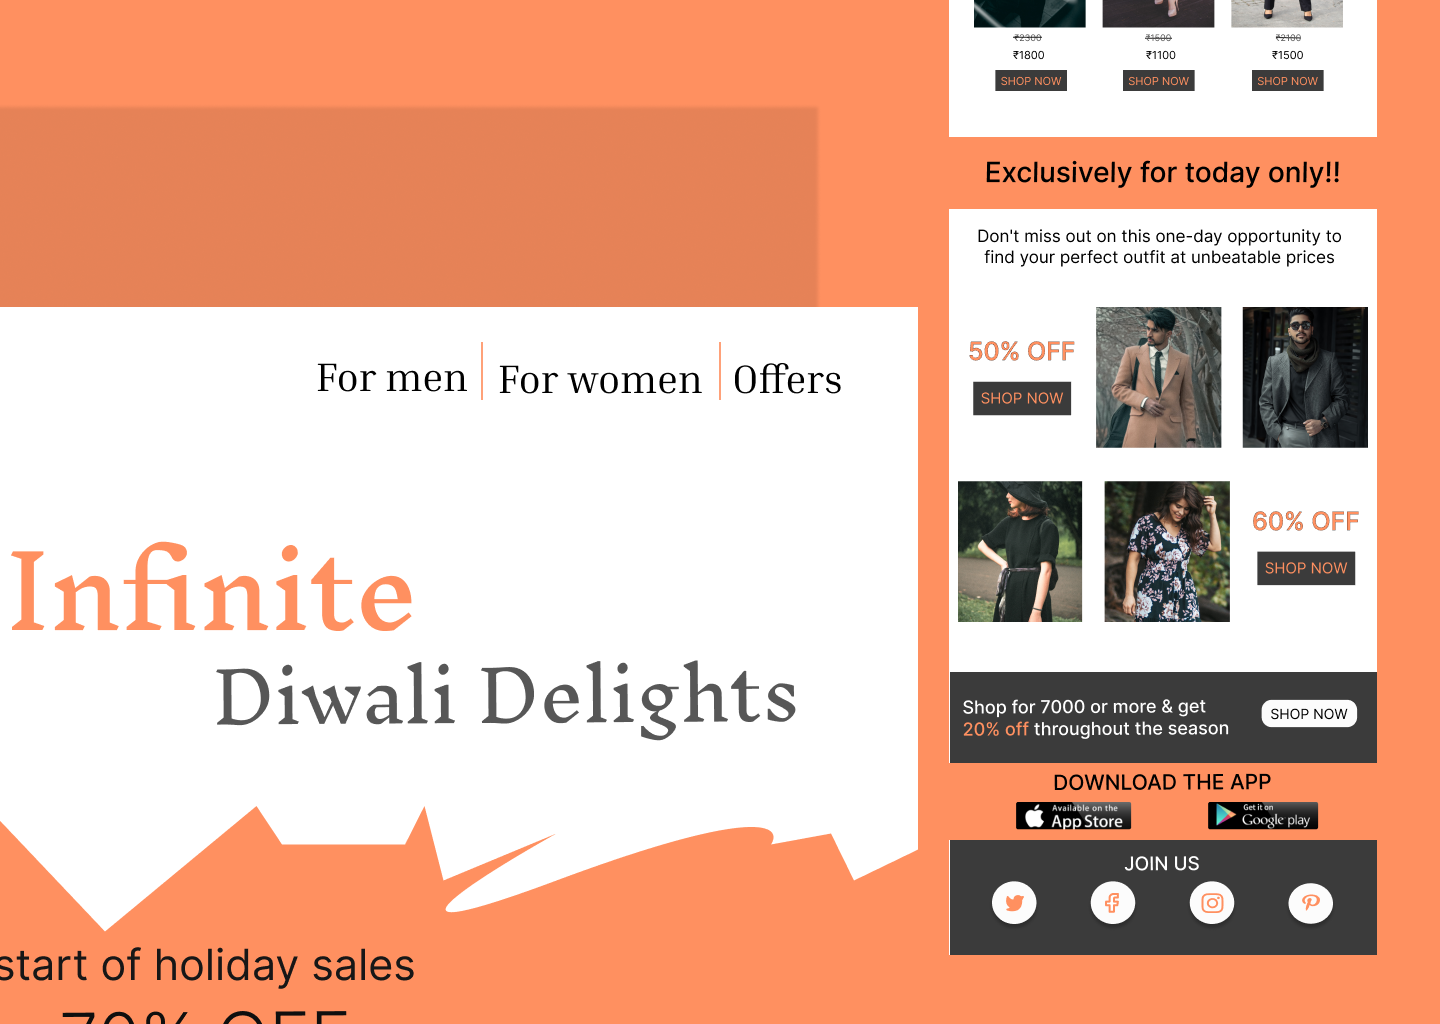 For men
For women
Offers
Infinite
Diwali Delights
start of holiday sales
70% OFF
₹2300
₹1500
₹2100
₹1800
₹1100
₹1500
SHOP NOW
SHOP NOW
SHOP NOW
Exclusively for today only!!
Don't miss out on this one-day opportunity to
find your perfect outfit at unbeatable prices
50% OFF
SHOP NOW
60% OFF
SHOP NOW
Shop for 7000 or more & get
20% off throughout the season
SHOP NOW
DOWNLOAD THE APP
Available on the
App Store
Get it on
Google play
JOIN US